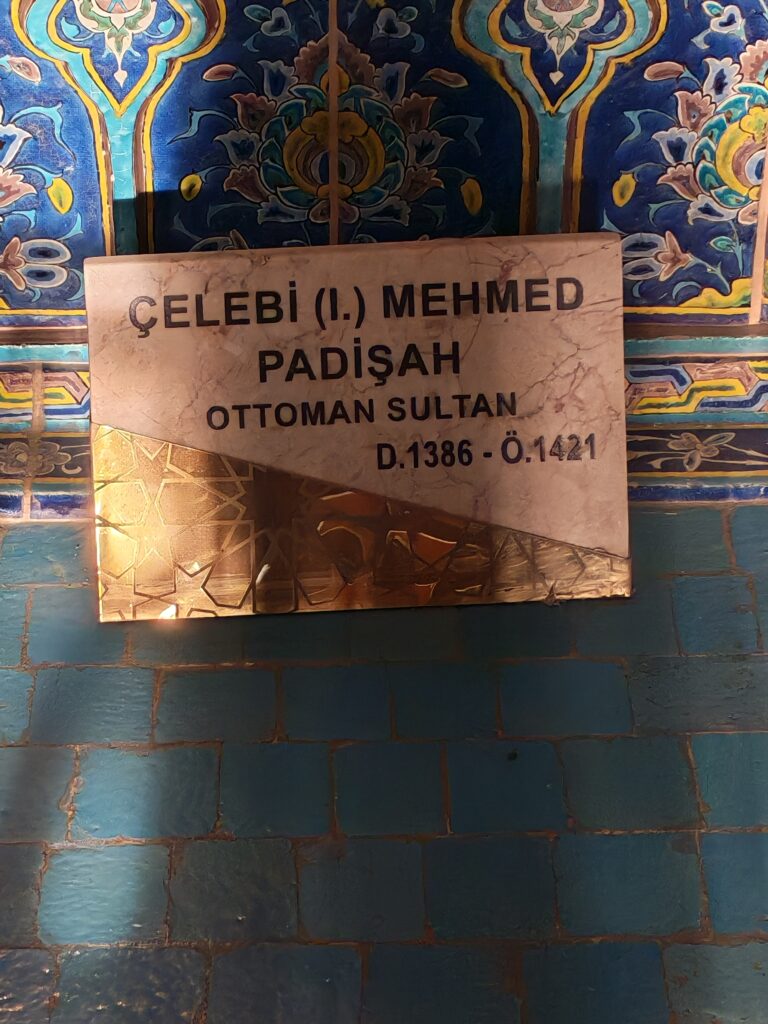 ÇELEBİ (I.) MEHMED
PADİŞAH
OTTOMAN SULTAN
D.1386 - Ö.1421